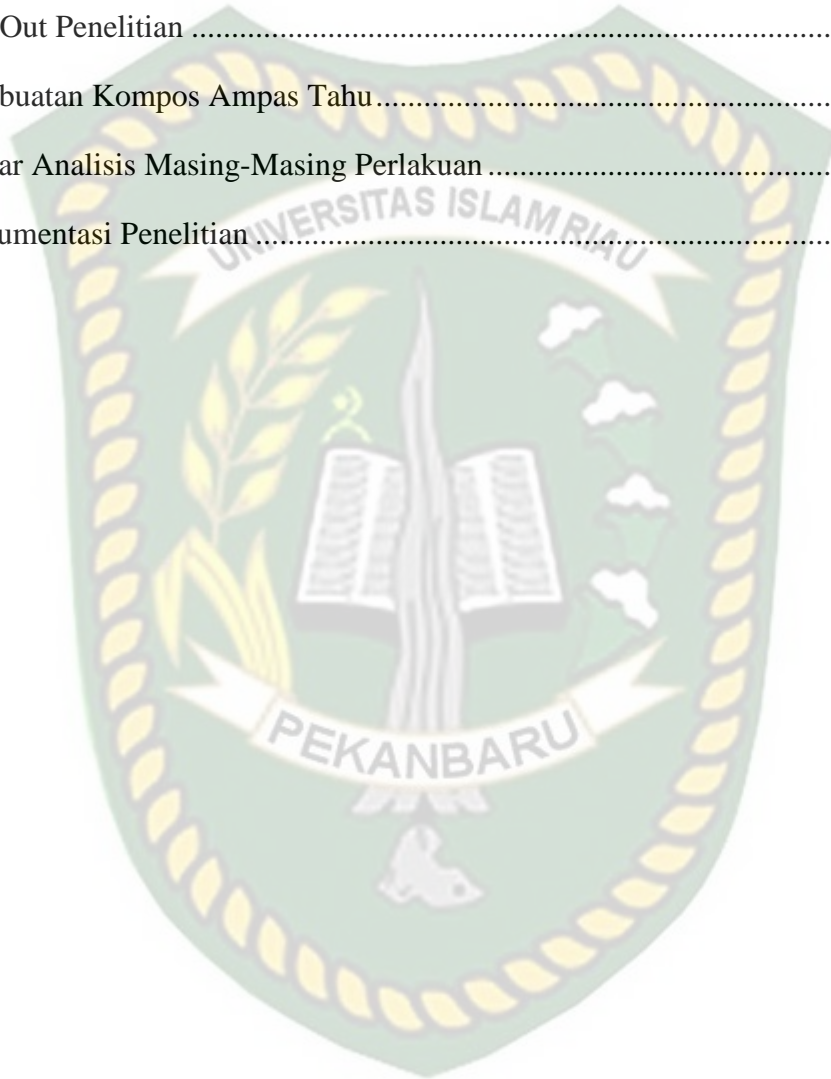 Out Penelitian ................................................................................
buatan Kompos Ampas Tahu.........................................................
ar Analisis Masing-Masing Perlakuan ...........................................
umentasi Penelitian ........................................................................
UNIVERSITAS ISLAM RIAU
PEKANBARU